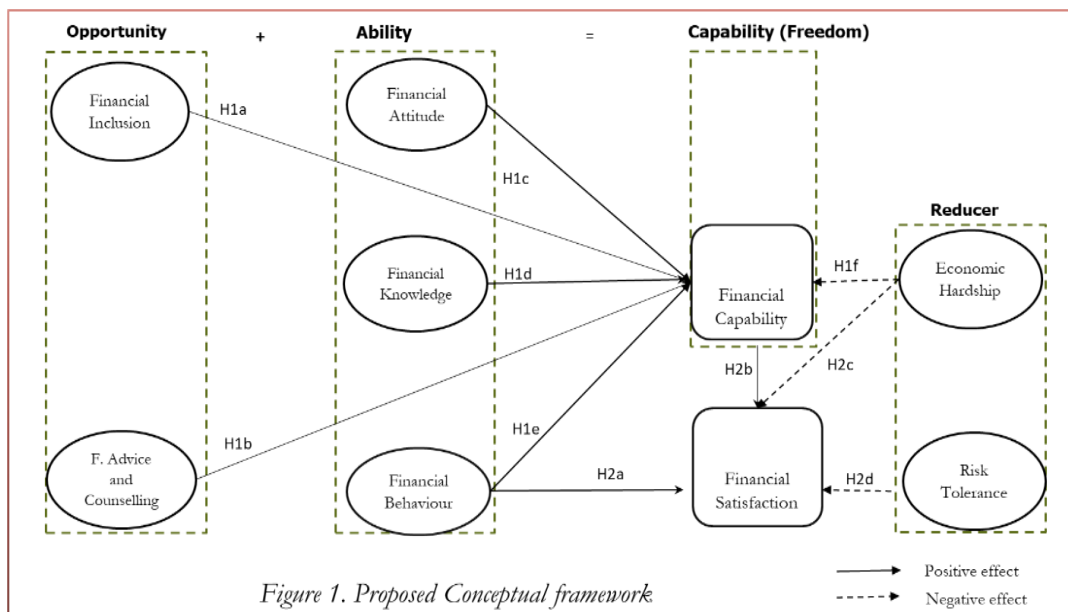 Opportunity + Ability = Capability (Freedom)
Financial
Inclusion
H1a
Financial
Attitude
H1c
Reducer
Financial
Knowledge
H1d
Financial
Capability
H1f
Economic
Hardship
H2b
H2c
F. Advice
and
Counselling
H1b
Financial
Behaviour
H1e
H2a
Financial
Satisfaction
H2d
Risk
Tolerance
Positive effect
Negative effect
Figure 1. Proposed Conceptual framework